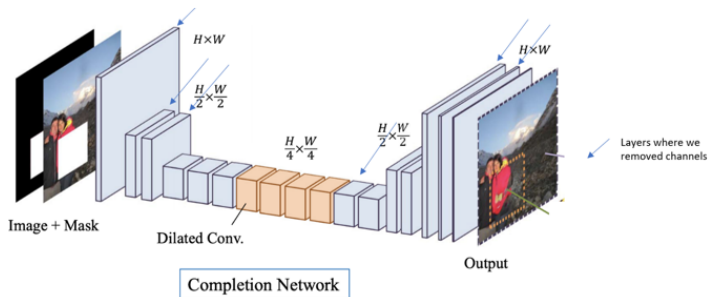 H×W
H/2 × W/2
H/4 × W/4
H/2 × W/2
H×W
Layers where we
removed channels
Image + Mask
Dilated Conv.
Output
Completion Network